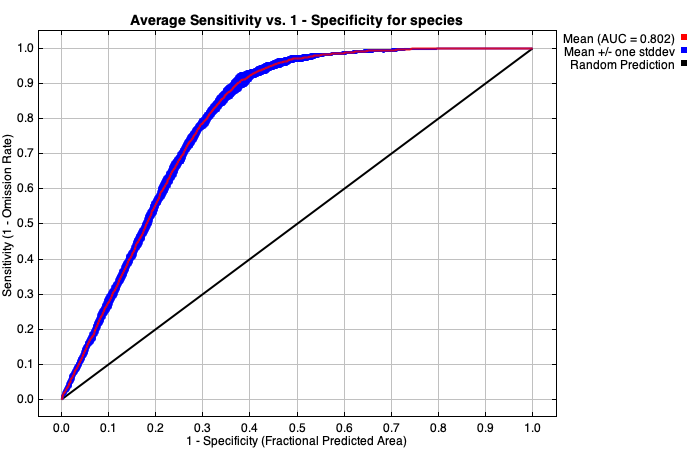 Average Sensitivity vs. 1 - Specificity for species
Mean (AUC = 0.802)
Mean +/- one stddev
Random Prediction
Sensitivity (1 - Omission Rate)
1.0
0.9
0.8
0.7
0.6
0.5
0.4
0.3
0.2
0.1
0.0
0.0 0.1 0.2 0.3 0.4 0.5 0.6 0.7 0.8 0.9 1.0
1 - Specificity (Fractional Predicted Area)